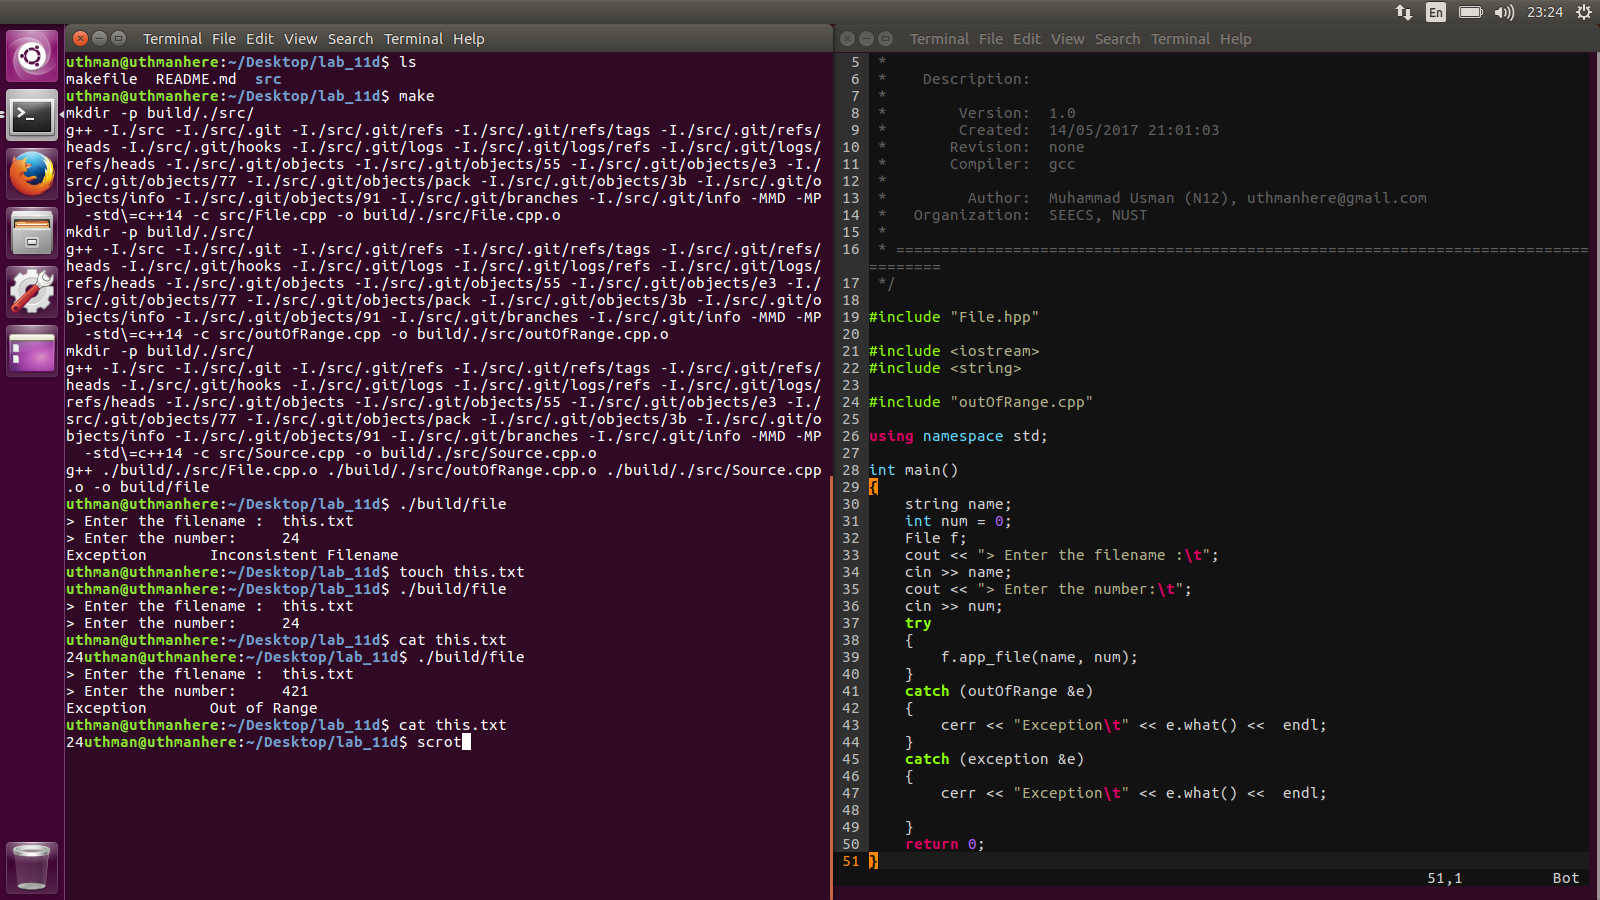 En 23:24
Terminal File Edit View Search Terminal Help
uthman@uthmanhere:~/Desktop/lab_11d$ ls
makefile  README.md  src
uthman@uthmanhere:~/Desktop/lab_11d$ make
mkdir -p build/./src/
g++ -I./src -I./src/.git -I./src/.git/refs -I./src/.git/refs/tags -I./src/.git/refs/
heads -I./src/.git/hooks -I./src/.git/logs -I./src/.git/logs/refs -I./src/.git/logs/
refs/heads -I./src/.git/objects -I./src/.git/objects/55 -I./src/.git/objects/e3 -I./
src/.git/objects/77 -I./src/.git/objects/pack -I./src/.git/objects/3b -I./src/.git/o
bjects/info -I./src/.git/objects/91 -I./src/.git/branches -I./src/.git/info -MMD -MP
  -std\=c++14 -c src/File.cpp -o build/./src/File.cpp.o
mkdir -p build/./src/
g++ -I./src -I./src/.git -I./src/.git/refs -I./src/.git/refs/tags -I./src/.git/refs/
heads -I./src/.git/hooks -I./src/.git/logs -I./src/.git/logs/refs -I./src/.git/logs/
refs/heads -I./src/.git/objects -I./src/.git/objects/55 -I./src/.git/objects/e3 -I./
src/.git/objects/77 -I./src/.git/objects/pack -I./src/.git/objects/3b -I./src/.git/o
bjects/info -I./src/.git/objects/91 -I./src/.git/branches -I./src/.git/info -MMD -MP
  -std\=c++14 -c src/outOfRange.cpp -o build/./src/outOfRange.cpp.o
mkdir -p build/./src/
g++ -I./src -I./src/.git -I./src/.git/refs -I./src/.git/refs/tags -I./src/.git/refs/
heads -I./src/.git/hooks -I./src/.git/logs -I./src/.git/logs/refs -I./src/.git/logs/
refs/heads -I./src/.git/objects -I./src/.git/objects/55 -I./src/.git/objects/e3 -I./
src/.git/objects/77 -I./src/.git/objects/pack -I./src/.git/objects/3b -I./src/.git/o
bjects/info -I./src/.git/objects/91 -I./src/.git/branches -I./src/.git/info -MMD -MP
  -std\=c++14 -c src/Source.cpp -o build/./src/Source.cpp.o
g++ ./build/./src/File.cpp.o ./build/./src/outOfRange.cpp.o ./build/./src/Source.cpp
.o -o build/file
uthman@uthmanhere:~/Desktop/lab_11d$ ./build/file
> Enter the filename :  this.txt
> Enter the number:     24
Exception       Inconsistent Filename
uthman@uthmanhere:~/Desktop/lab_11d$ touch this.txt
uthman@uthmanhere:~/Desktop/lab_11d$ ./build/file
> Enter the filename :  this.txt
> Enter the number:     24
uthman@uthmanhere:~/Desktop/lab_11d$ cat this.txt
24uthman@uthmanhere:~/Desktop/lab_11d$ ./build/file
> Enter the filename :  this.txt
> Enter the number:     421
Exception       Out of Range
uthman@uthmanhere:~/Desktop/lab_11d$ cat this.txt
24uthman@uthmanhere:~/Desktop/lab_11d$ scrot
Terminal File Edit View Search Terminal Help
5  *
6  *    Description:
7  *
8  *        Version:  1.0
9  *        Created:  14/05/2017 21:01:03
10  *       Revision:  none
11  *       Compiler:  gcc
12  *
13  *         Author:  Muhammad Usman (N12), uthmanhere@gmail.com
14  *   Organization:  SEECS, NUST
15  *
16  * =============================================================================
========
17  */
18
19 #include "File.hpp"
20
21 #include <iostream>
22 #include <string>
23
24 #include "outOfRange.cpp"
25
26 using namespace std;
27
28 int main()
29 {
30     string name;
31     int num = 0;
32     File f;
33     cout << "> Enter the filename :\t";
34     cin >> name;
35     cout << "> Enter the number:\t";
36     cin >> num;
37     try
38     {
39         f.app_file(name, num);
40     }
41     catch (outOfRange &e)
42     {
43         cerr << "Exception\t" << e.what() <<  endl;
44     }
45     catch (exception &e)
46     {
47         cerr << "Exception\t" << e.what() <<  endl;
48
49     }
50     return 0;
51 }
51,1 Bot